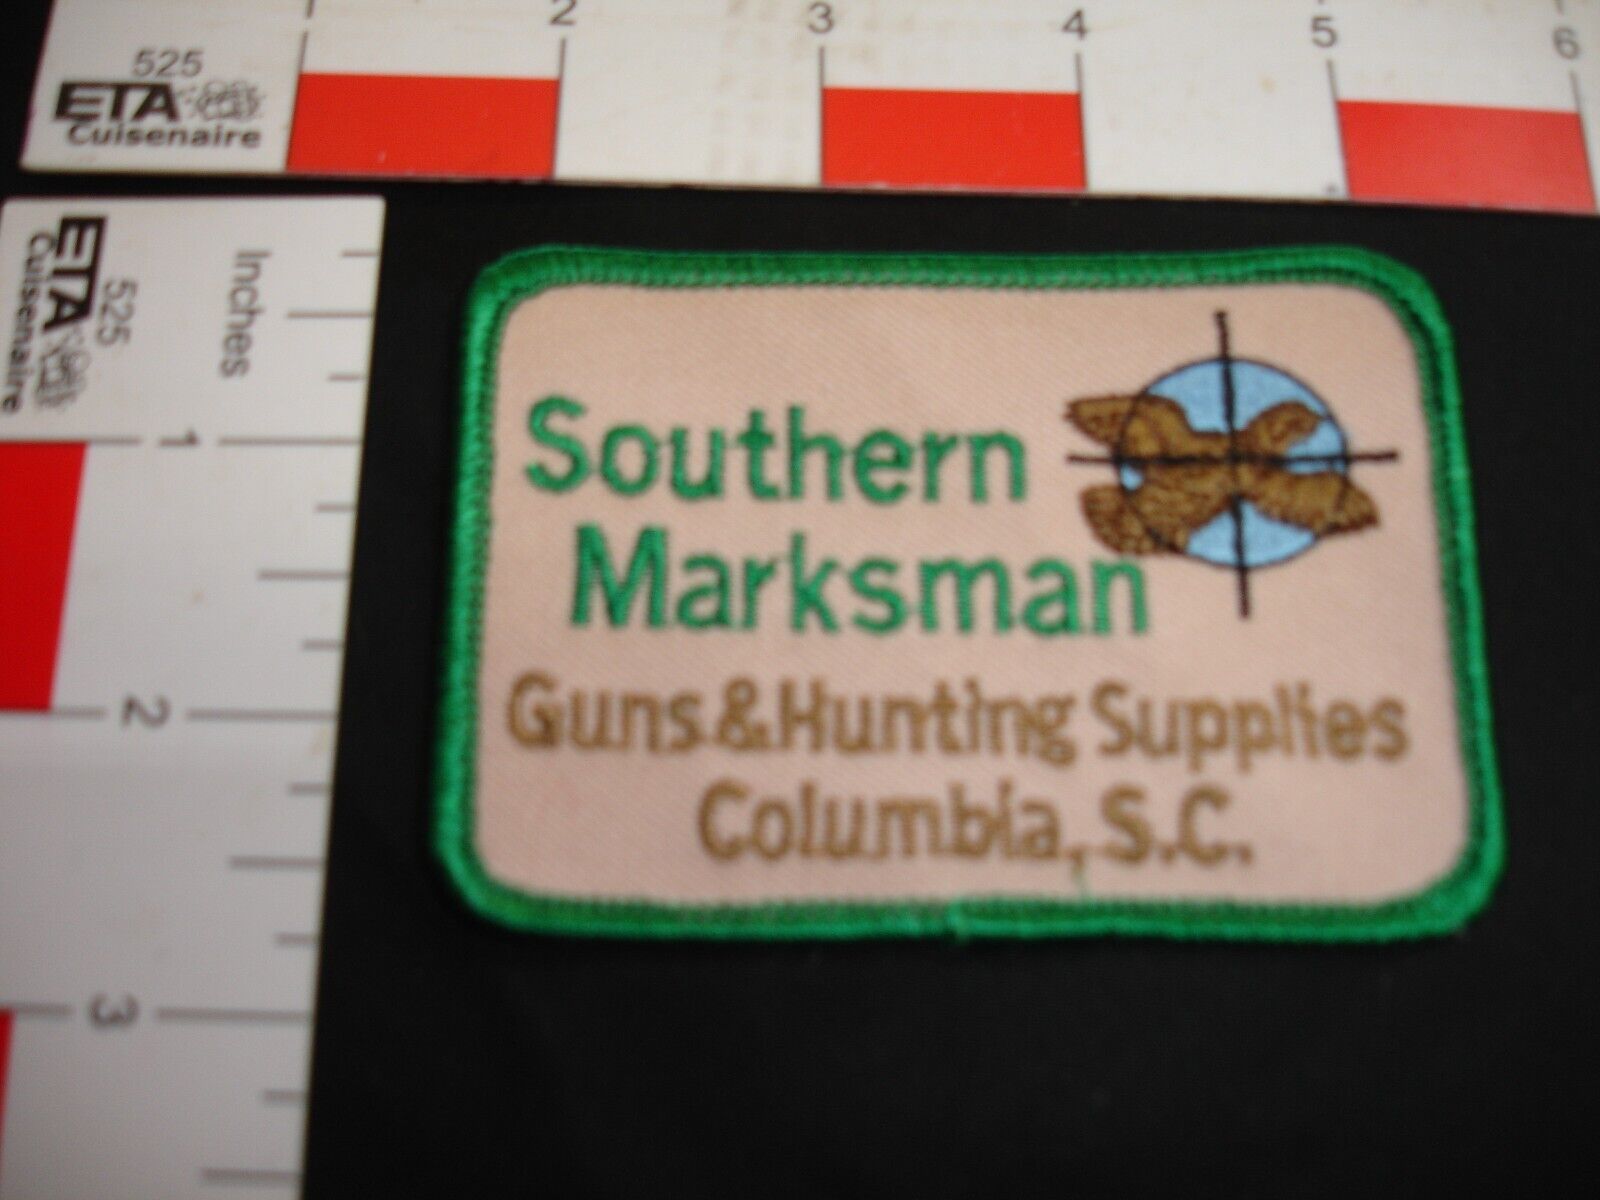 1 2 3 4 5 6
525
ETA
Cuisenaire
525
ETA
Cuisenaire
Inches
1
2
3
Southern
Marksman
Guns & Hunting Supplies
Columbia, S.C.